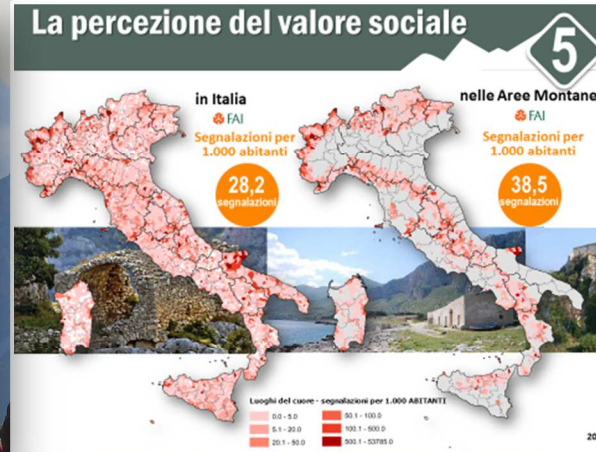 La percezione del valore sociale
5
in Italia
FAI
Segnalazioni per
1.000 abitanti
28,2
segnalazioni
nelle Aree Montane
FAI
Segnalazioni per
1.000 abitanti
38,5
segnalazioni
Luoghi del cuore - segnalazioni per 1.000 ABITANTI
0.0 - 5.0
5.1 - 20.0
20.1 - 50.0
50.1 - 100.0
100.1 - 500.0
500.1 - 53785.0
20